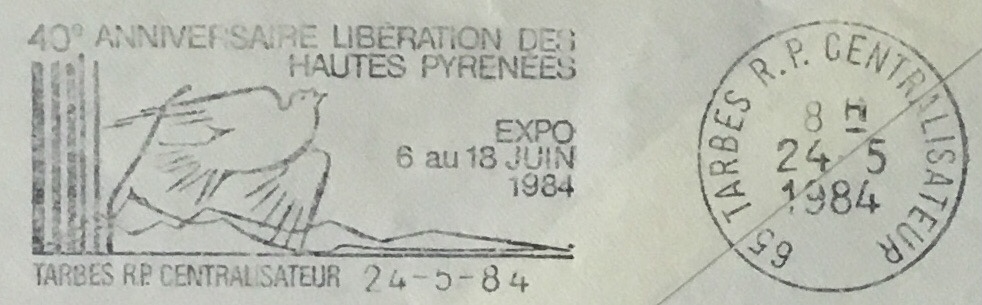 40° ANNIVERSAIRE LIBÉRATION DES
HAUTES PYRENÉES
EXPO
6 au 18 JUIN
1984
TARBES R.P. CENTRALISATEUR 24-5-84
65 TARBES R.P. CENTRALISATEUR
8 H
24 5
1984